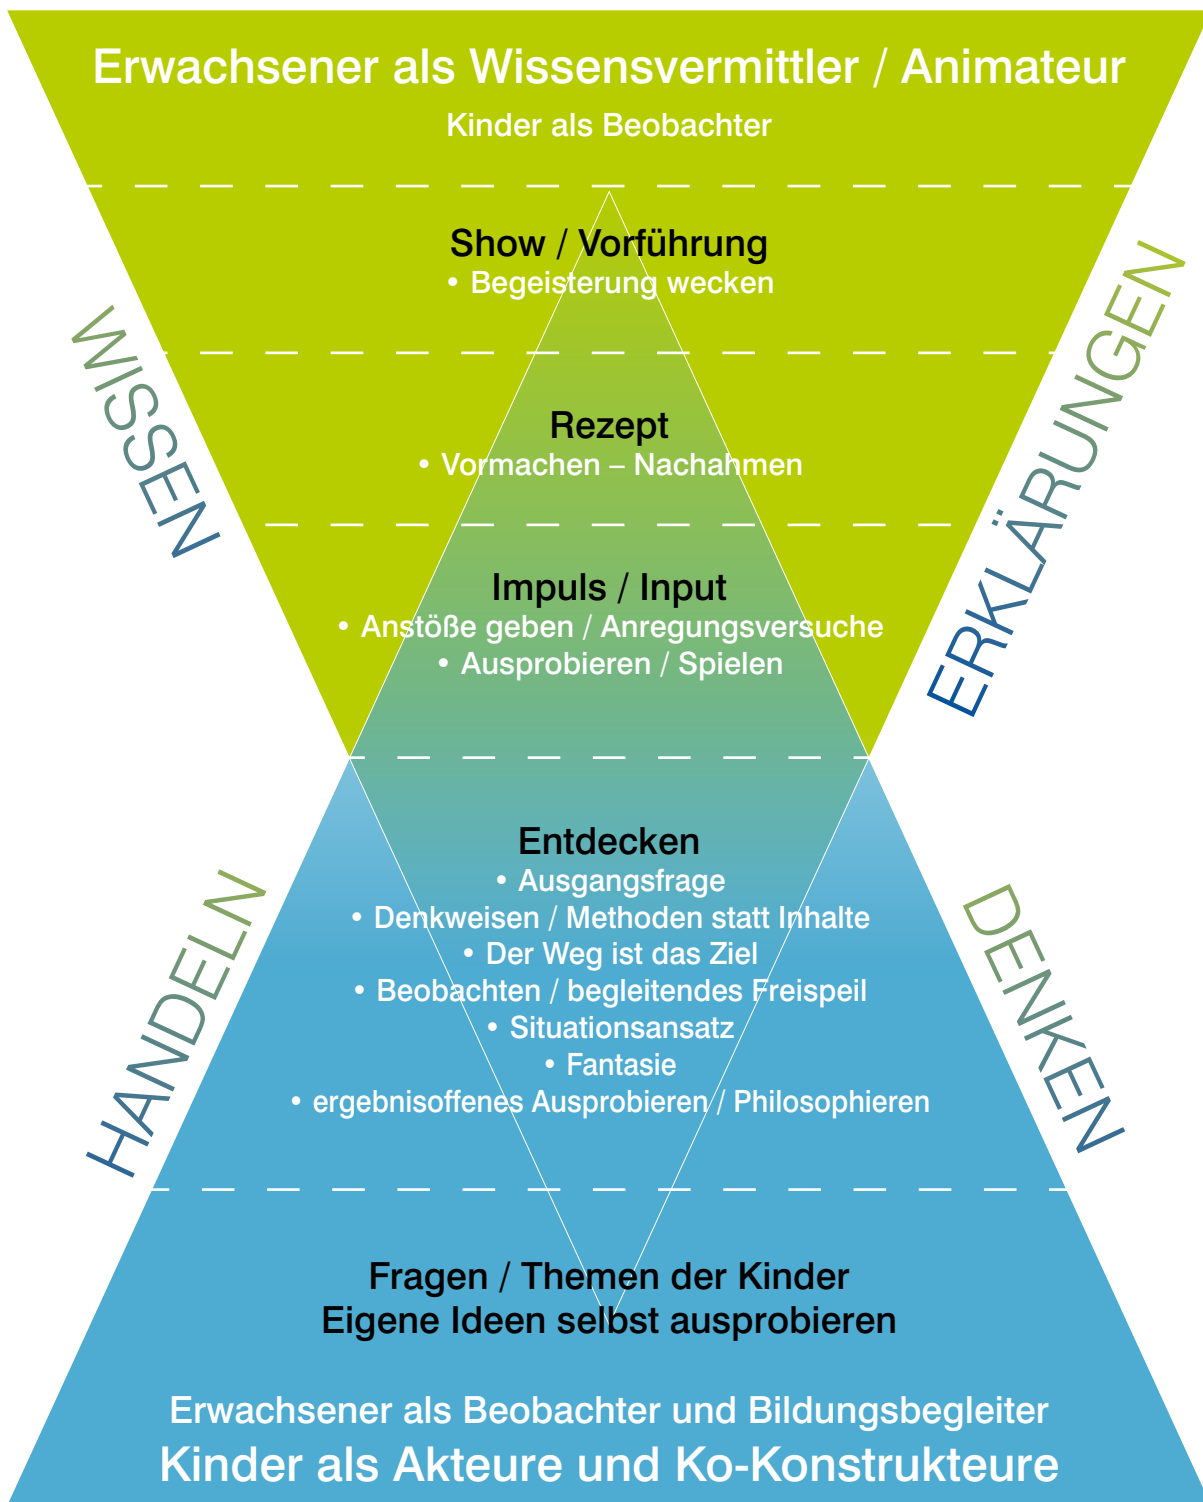 Erwachsener als Wissensvermittler / Animateur
Kinder als Beobachter
Show / Vorführung
• Begeisterung wecken
WISSEN
ERKLÄRUNGEN
Rezept
• Vormachen – Nachahmen
Impuls / Input
• Anstöße geben / Anregungsversuche
• Ausprobieren / Spielen
Entdecken
• Ausgangsfrage
• Denkweisen / Methoden statt Inhalte
• Der Weg ist das Ziel
• Beobachten / begleitendes Freispeil
• Situationsansatz
• Fantasie
• ergebnisoffenes Ausprobieren / Philosophieren
HANDELN
DENKEN
Fragen / Themen der Kinder
Eigene Ideen selbst ausprobieren
Erwachsener als Beobachter und Bildungsbegleiter
Kinder als Akteure und Ko-Konstrukteure